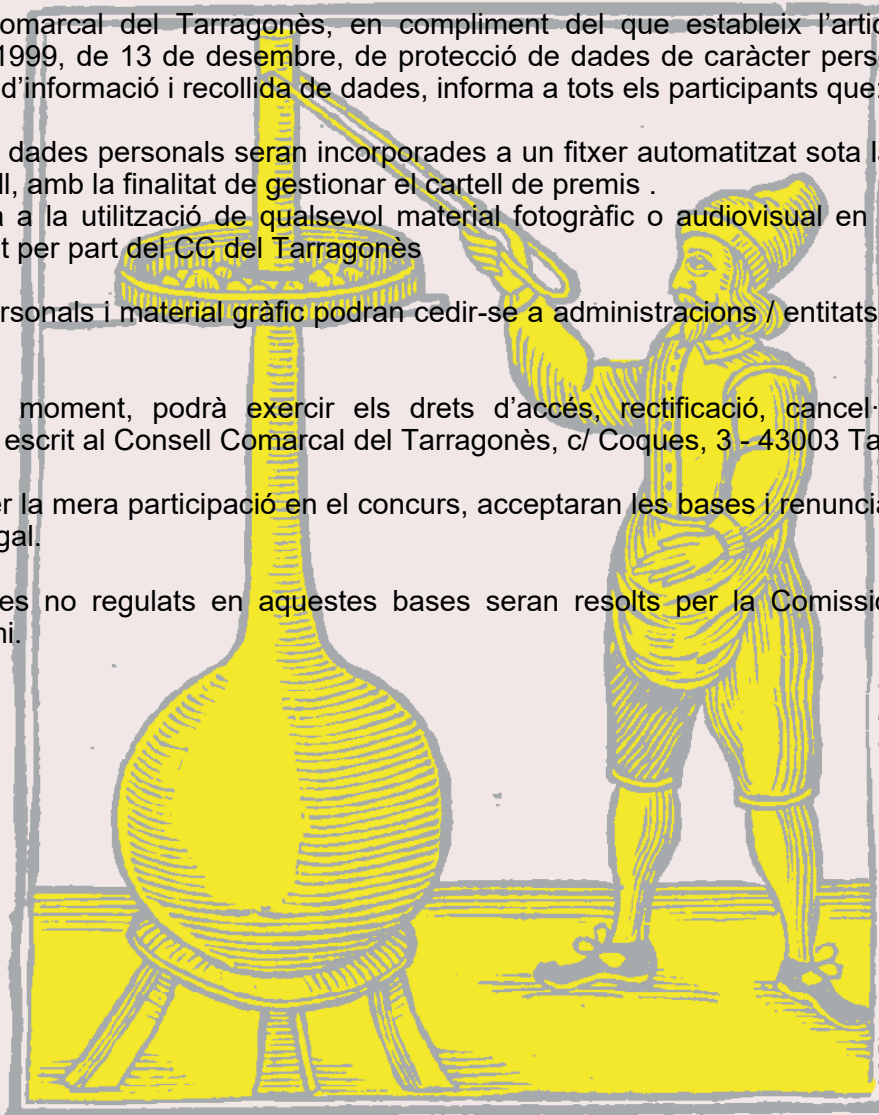 omarcal del Tarragonès, en compliment del que estableix l’artic
1999, de 13 de desembre, de protecció de dades de caràcter pers
d’informació i recollida de dades, informa a tots els participants que:
dades personals seran incorporades a un fitxer automatitzat sota la
ll, amb la finalitat de gestionar el cartell de premis .
a la utilització de qualsevol material fotogràfic o audiovisual en
t per part del CC del Tarragonès
rsonals i material gràfic podran cedir-se a administracions / entitats
moment, podrà exercir els drets d’accés, rectificació, cancel·
escrit al Consell Comarcal del Tarragonès, c/ Coques, 3 - 43003 Ta
er la mera participació en el concurs, acceptaran les bases i renuncia
gal.
es no regulats en aquestes bases seran resolts per la Comissió
ni.